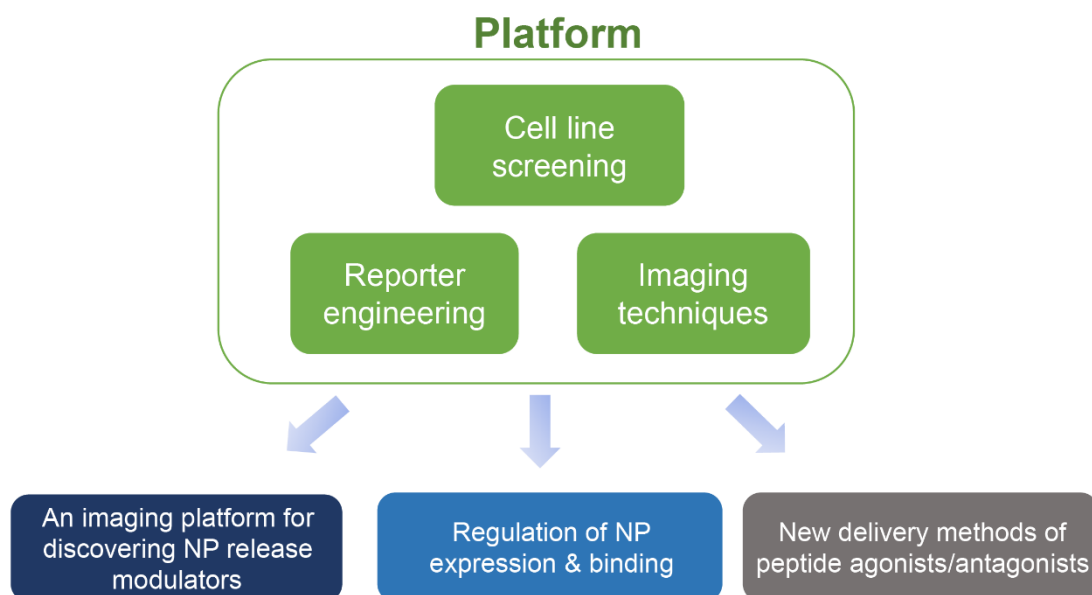 Platform
Cell line
screening
Reporter
engineering
Imaging
techniques
An imaging platform for
discovering NP release
modulators
Regulation of NP
expression & binding
New delivery methods of
peptide agonists/antagonists